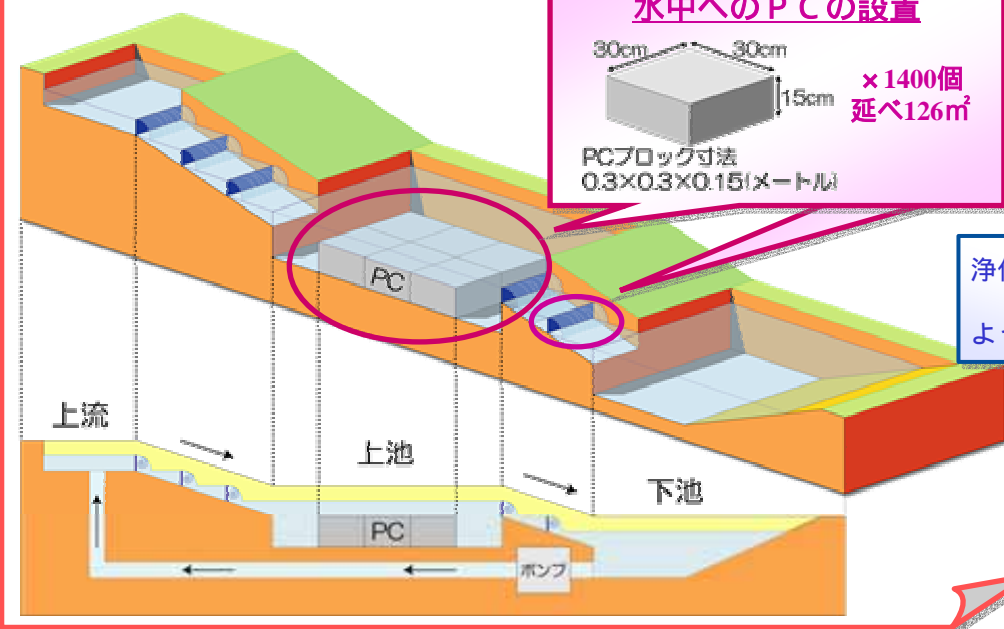 水中へのPCの設置
30cm
30cm
15cm
×1400個
延べ126㎡
PCブロック寸法
0.3×0.3×0.15(メートル)
PC
上流
上池
下池
PC
ポンプ